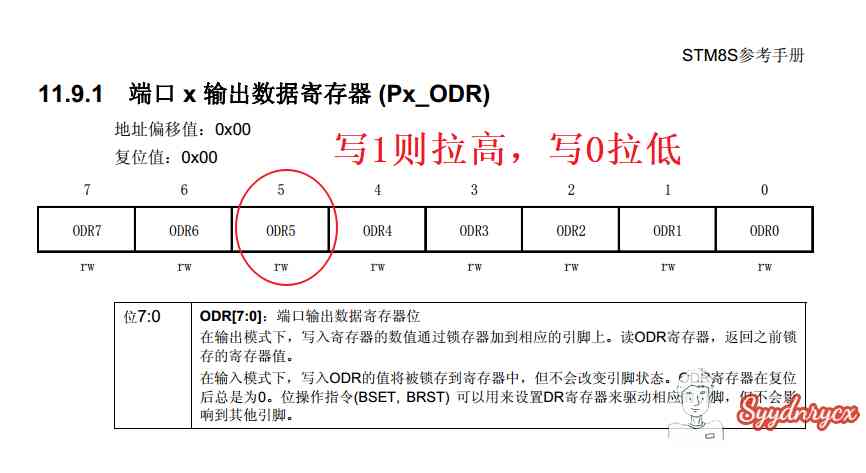 STM8S参考手册
11.9.1 端口 x 输出数据寄存器 (Px_ODR)
地址偏移值：0x00
复位值：0x00
写1则拉高，写0拉低
7 6 5 4 3 2 1 0
ODR7 ODR6 ODR5 ODR4 ODR3 ODR2 ODR1 ODR0
rw rw rw rw rw rw rw rw
位7:0
ODR[7:0]：端口输出数据寄存器位
在输出模式下，写入寄存器的数值通过锁存器加到相应的引脚上。读ODR寄存器，返回之前锁
存的寄存器值。
在输入模式下，写入ODR的值将被锁存到寄存器中，但不会改变引脚状态。ODR寄存器在复位
后总是为0。位操作指令(BSET, BRST) 可以用来设置DR寄存器来驱动相应的引脚，但不会影
响到其他引脚。
Syydnrycx